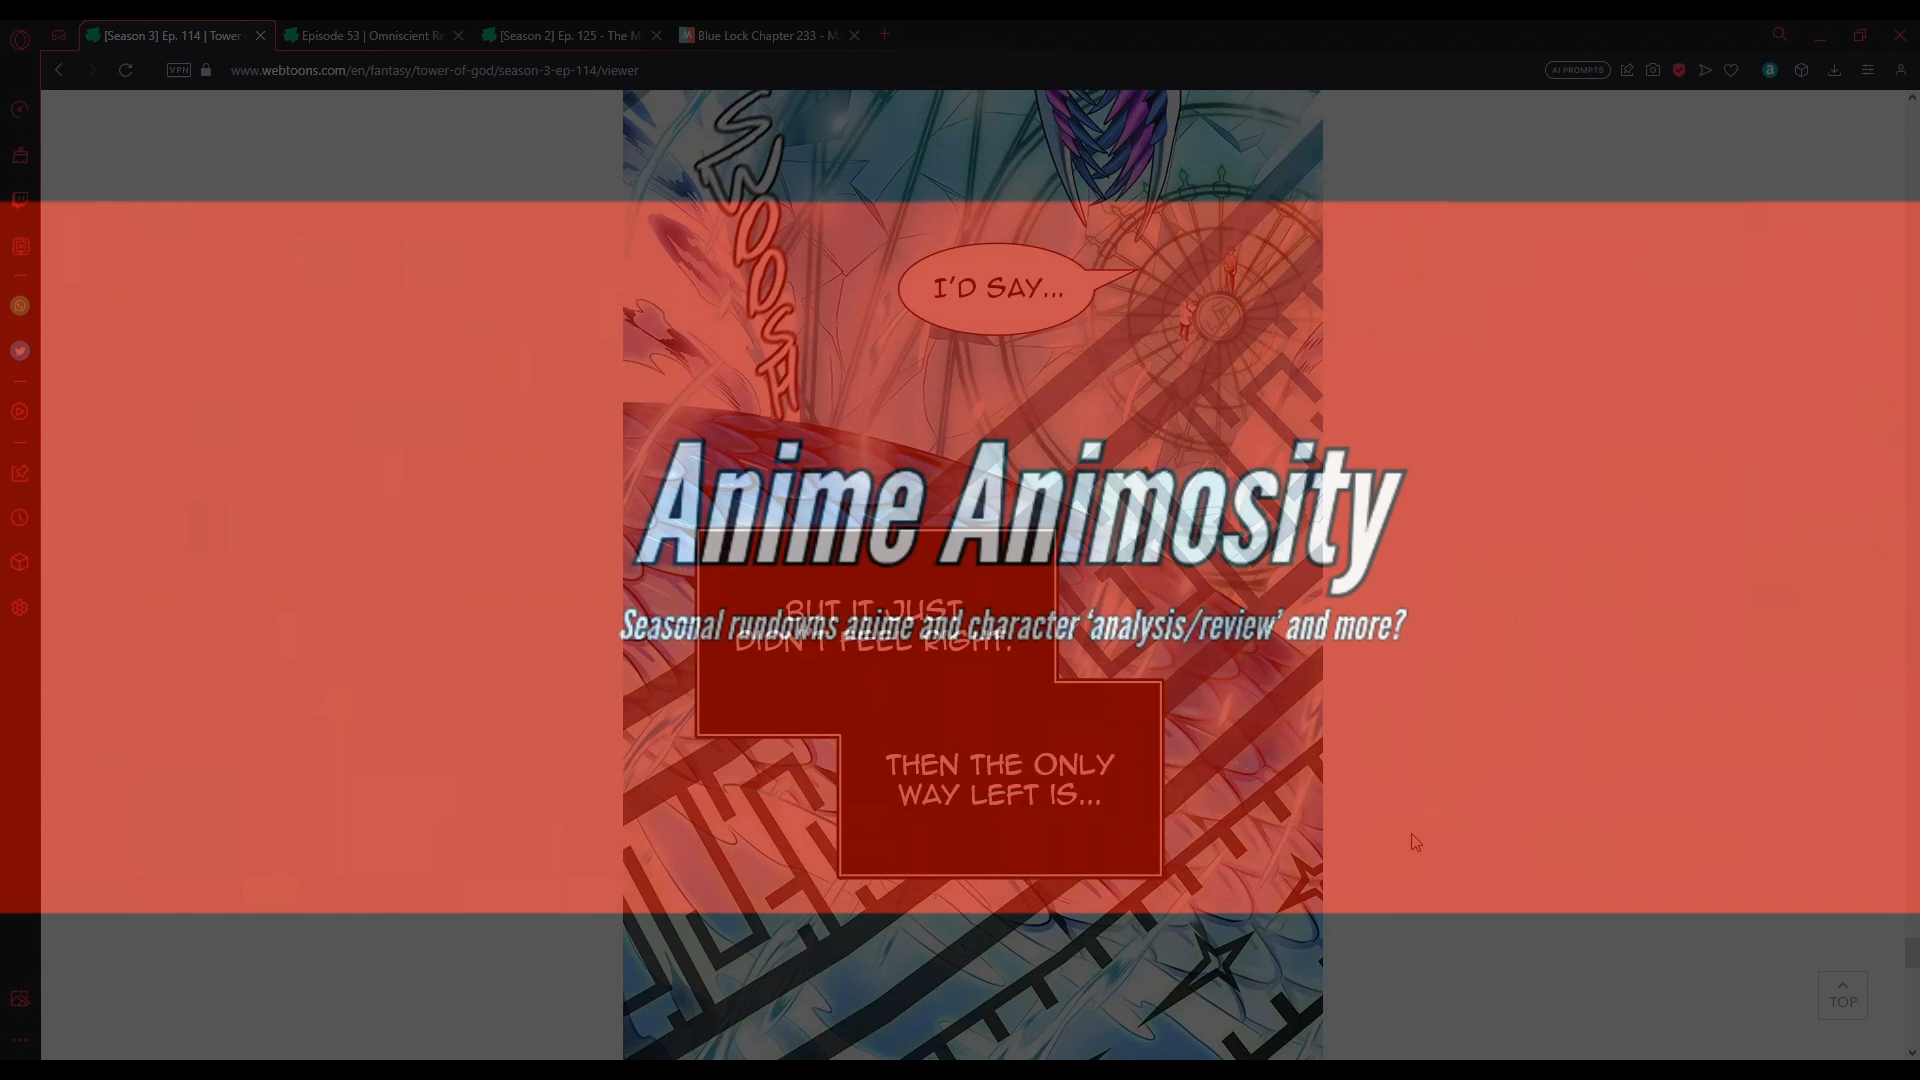 [Season 3] Ep. 114 | Tower
Episode 53 | Omniscient Re
[Season 2] Ep. 125 - The M
Blue Lock Chapter 233 - M
VPN
www.webtoons.com/en/fantasy/tower-of-god/season-3-ep-114/viewer
AI PROMPTS
SWOOSH
I'D SAY...
Anime Animosity
Seasonal rundowns anime and character 'analysis/review' and more?
BUT IT JUST
DIDN'T FEEL RIGHT.
THEN THE ONLY
WAY LEFT IS...
TOP